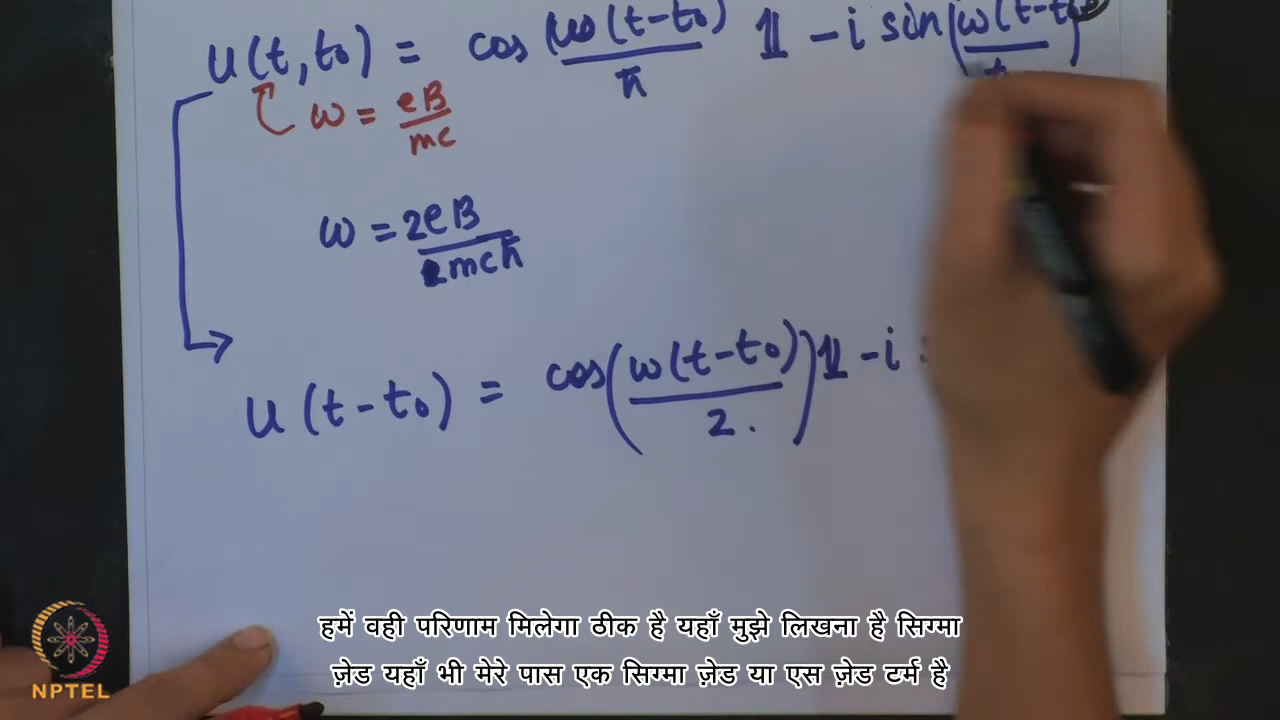 U(t, t₀) = cos (ω(t-t₀)/ħ) 𝟙 - i sin(ω(t-t₀)
ω = eB/mc
ω = 2eB/2mcħ
U(t-t₀) = cos(ω(t-t₀)/2.) 𝟙 - i
हमें वही परिणाम मिलेगा ठीक है यहाँ मुझे लिखना है सिग्मा
ज़ेड यहाँ भी मेरे पास एक सिग्मा ज़ेड या एस ज़ेड टर्म है
NPTEL